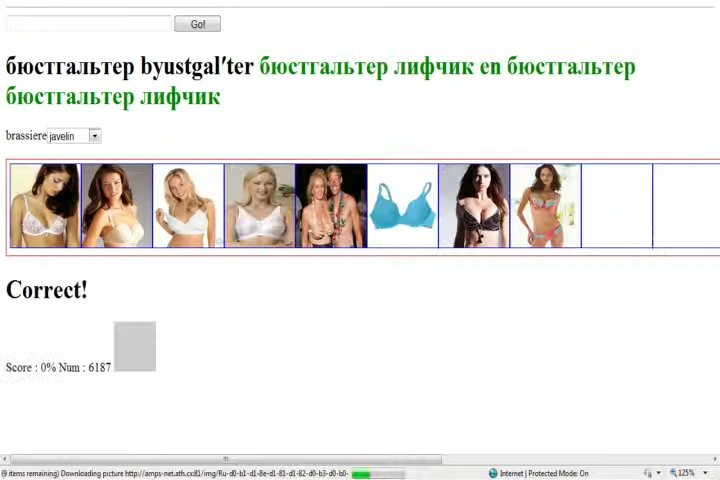 Go!
бюстгальтер byustgal′ter бюстгальтер лифчик en бюстгальтер
бюстгальтер лифчик
brassiere javelin
Correct!
Score : 0% Num : 6187
(9 items remaining) Downloading picture http://amps-net.ath.cx:81/img/Ru-d0-b1-d1-8e-d1-81-d1-82-d0-b3-d0-b0- Internet | Protected Mode: On 125%